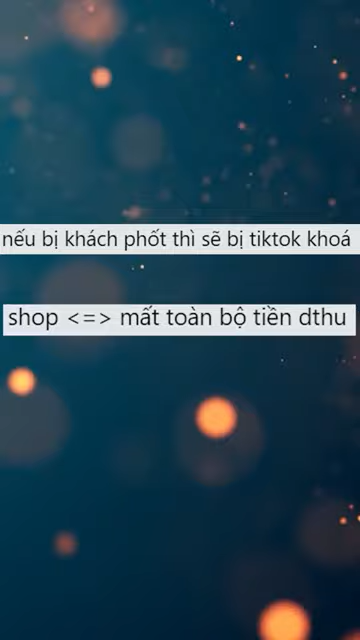 nếu bị khách phốt thì sẽ bị tiktok khoá
shop <=> mất toàn bộ tiền dthu